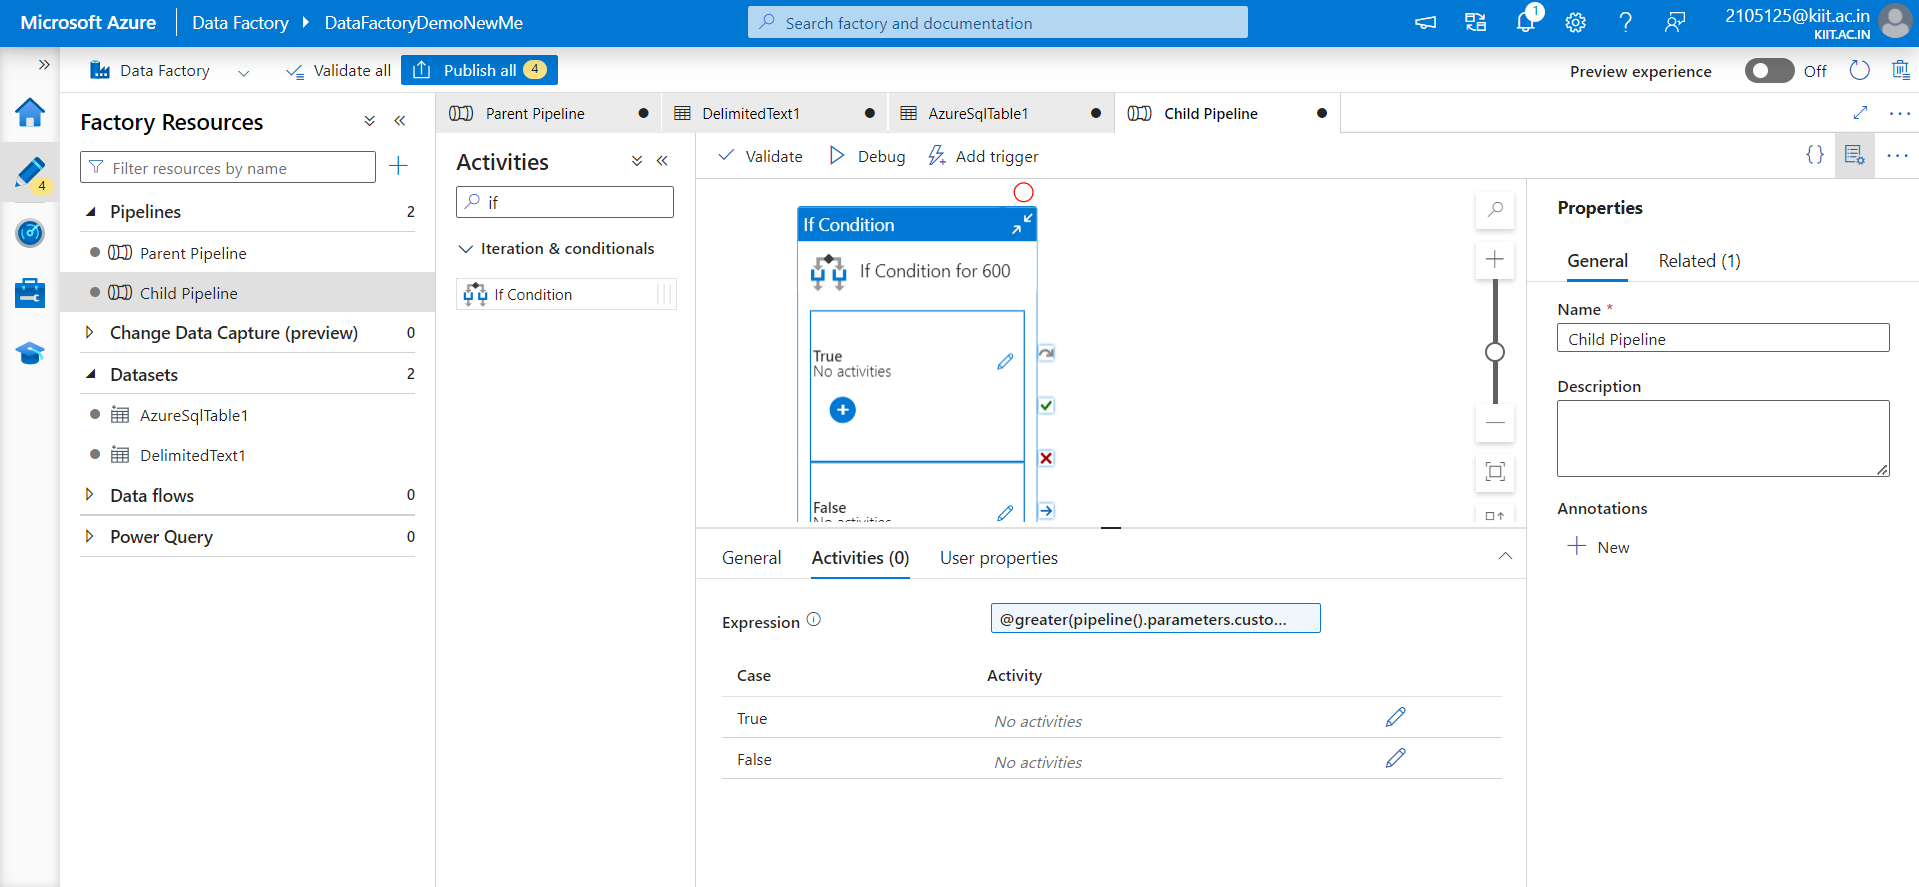 Microsoft Azure
Data Factory
DataFactoryDemoNewMe
Search factory and documentation
1
2105125@kiit.ac.in
KIIT.AC.IN
Data Factory
Validate all
Publish all
4
Preview experience
Off
4
Factory Resources
Filter resources by name
Pipelines
2
Parent Pipeline
Child Pipeline
Change Data Capture (preview)
0
Datasets
2
AzureSqlTable1
DelimitedText1
Data flows
0
Power Query
0
Parent Pipeline
DelimitedText1
AzureSqlTable1
Child Pipeline
Activities
if
Iteration & conditionals
If Condition
Validate
Debug
Add trigger
{}
If Condition
If Condition for 600
True
No activities
False
No activities
General
Activities (0)
User properties
Expression
@greater(pipeline().parameters.custo...
Case
Activity
True
No activities
False
No activities
Properties
General
Related (1)
Name *
Child Pipeline
Description
Annotations
New